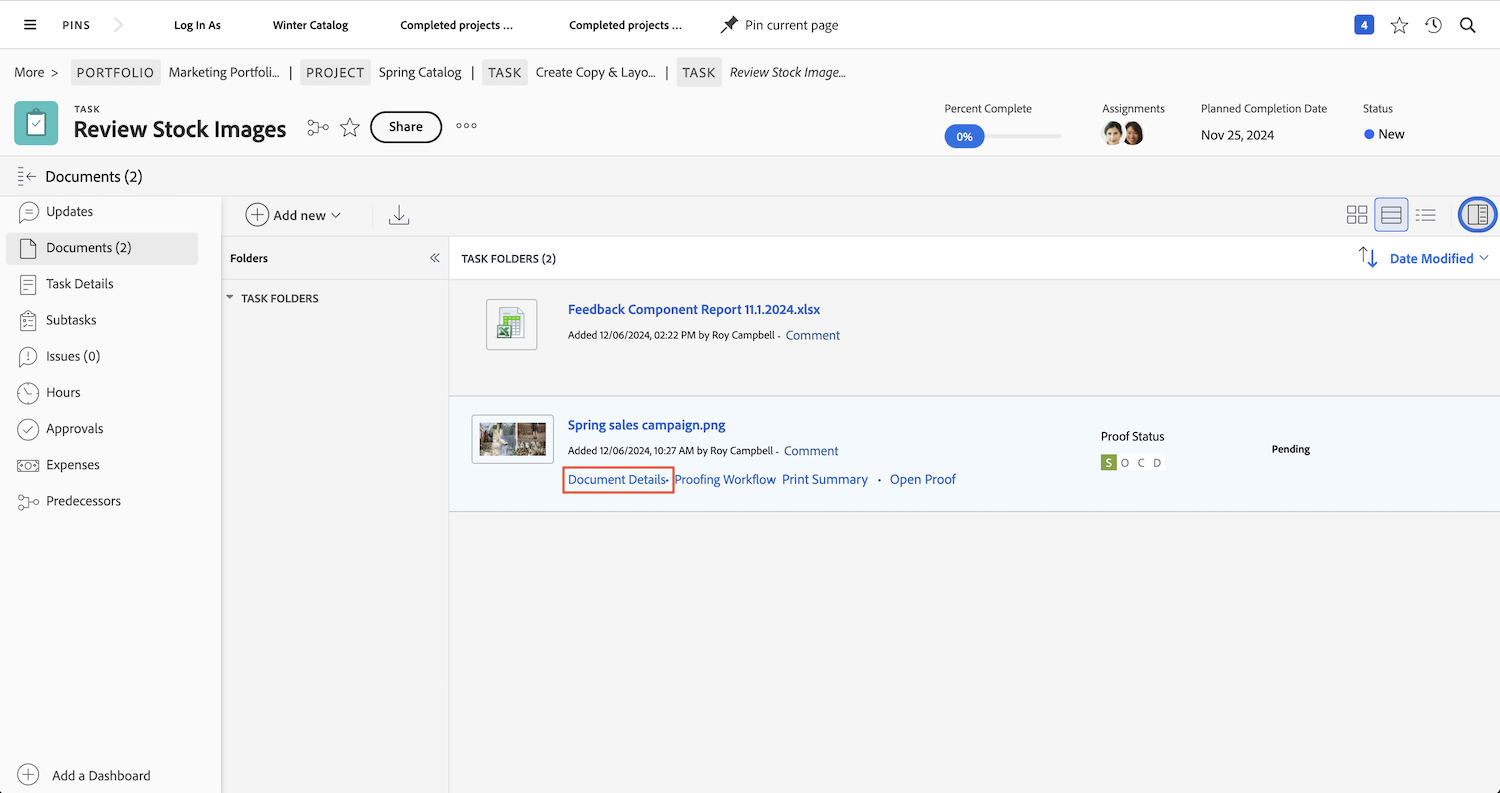 PINS Log In As Winter Catalog Completed projects ... Completed projects ... Pin current page 4
More > PORTFOLIO Marketing Portfoli... | PROJECT Spring Catalog | TASK Create Copy & Layo... | TASK Review Stock Image...
TASK
Review Stock Images Share
Percent Complete Assignments Planned Completion Date Status
0% Nov 25, 2024 New
Documents (2)
Updates
Documents (2)
Task Details
Subtasks
Issues (0)
Hours
Approvals
Expenses
Predecessors
Add a Dashboard
Add new
Folders
TASK FOLDERS
TASK FOLDERS (2) Date Modified
Feedback Component Report 11.1.2024.xlsx
Added 12/06/2024, 02:22 PM by Roy Campbell - Comment
Spring sales campaign.png
Added 12/06/2024, 10:27 AM by Roy Campbell - Comment
Document Details• Proofing Workflow Print Summary • Open Proof
Proof Status
S O C D
Pending